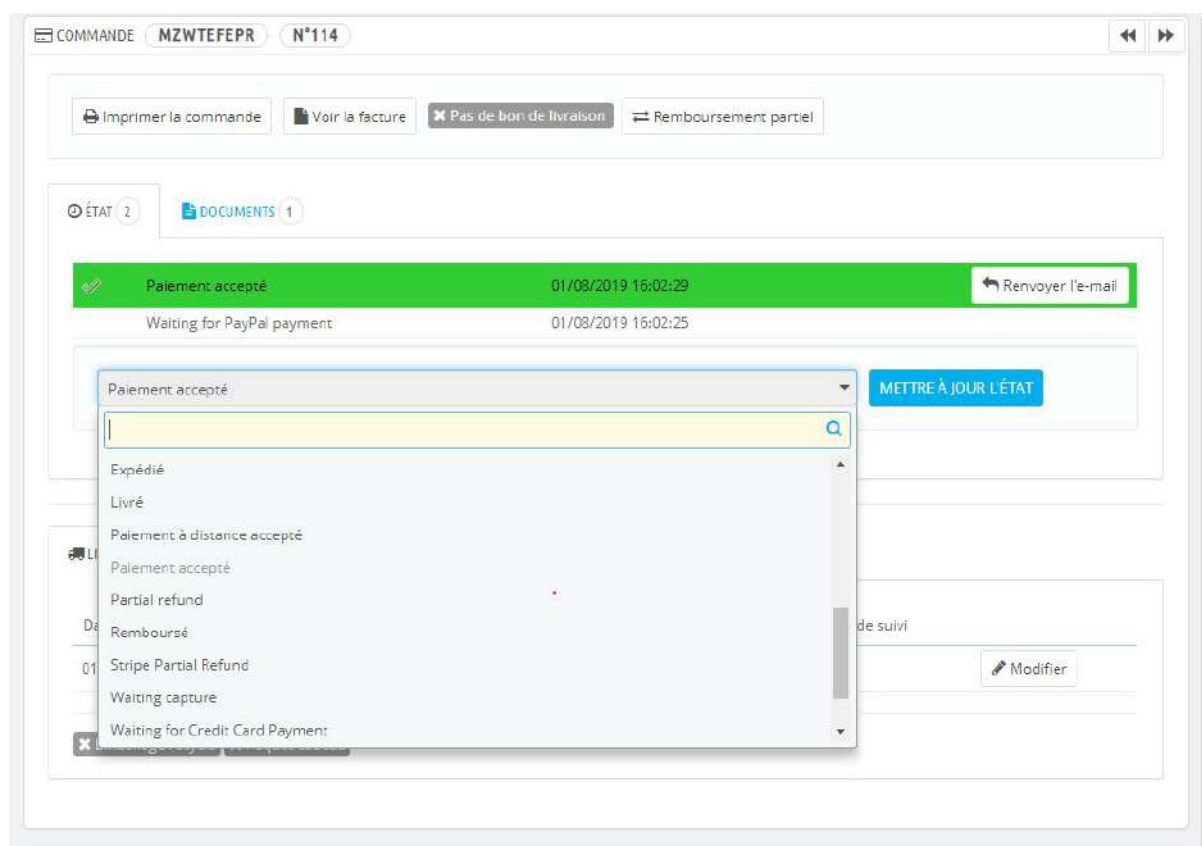 COMMANDE MZWTEFEPR N°114
Imprimer la commande Voir la facture Pas de bon de livraison Remboursement partiel
ÉTAT 2 DOCUMENTS 1
Paiement accepté 01/08/2019 16:02:29 Renvoyer l'e-mail
Waiting for PayPal payment 01/08/2019 16:02:25
Paiement accepté METTRE À JOUR L'ÉTAT
Expédié
Livré
Paiement à distance accepté
Paiement accepté
Partial refund
Da Remboursé de suivi
01 Stripe Partial Refund Modifier
Waiting capture
Waiting for Credit Card Payment